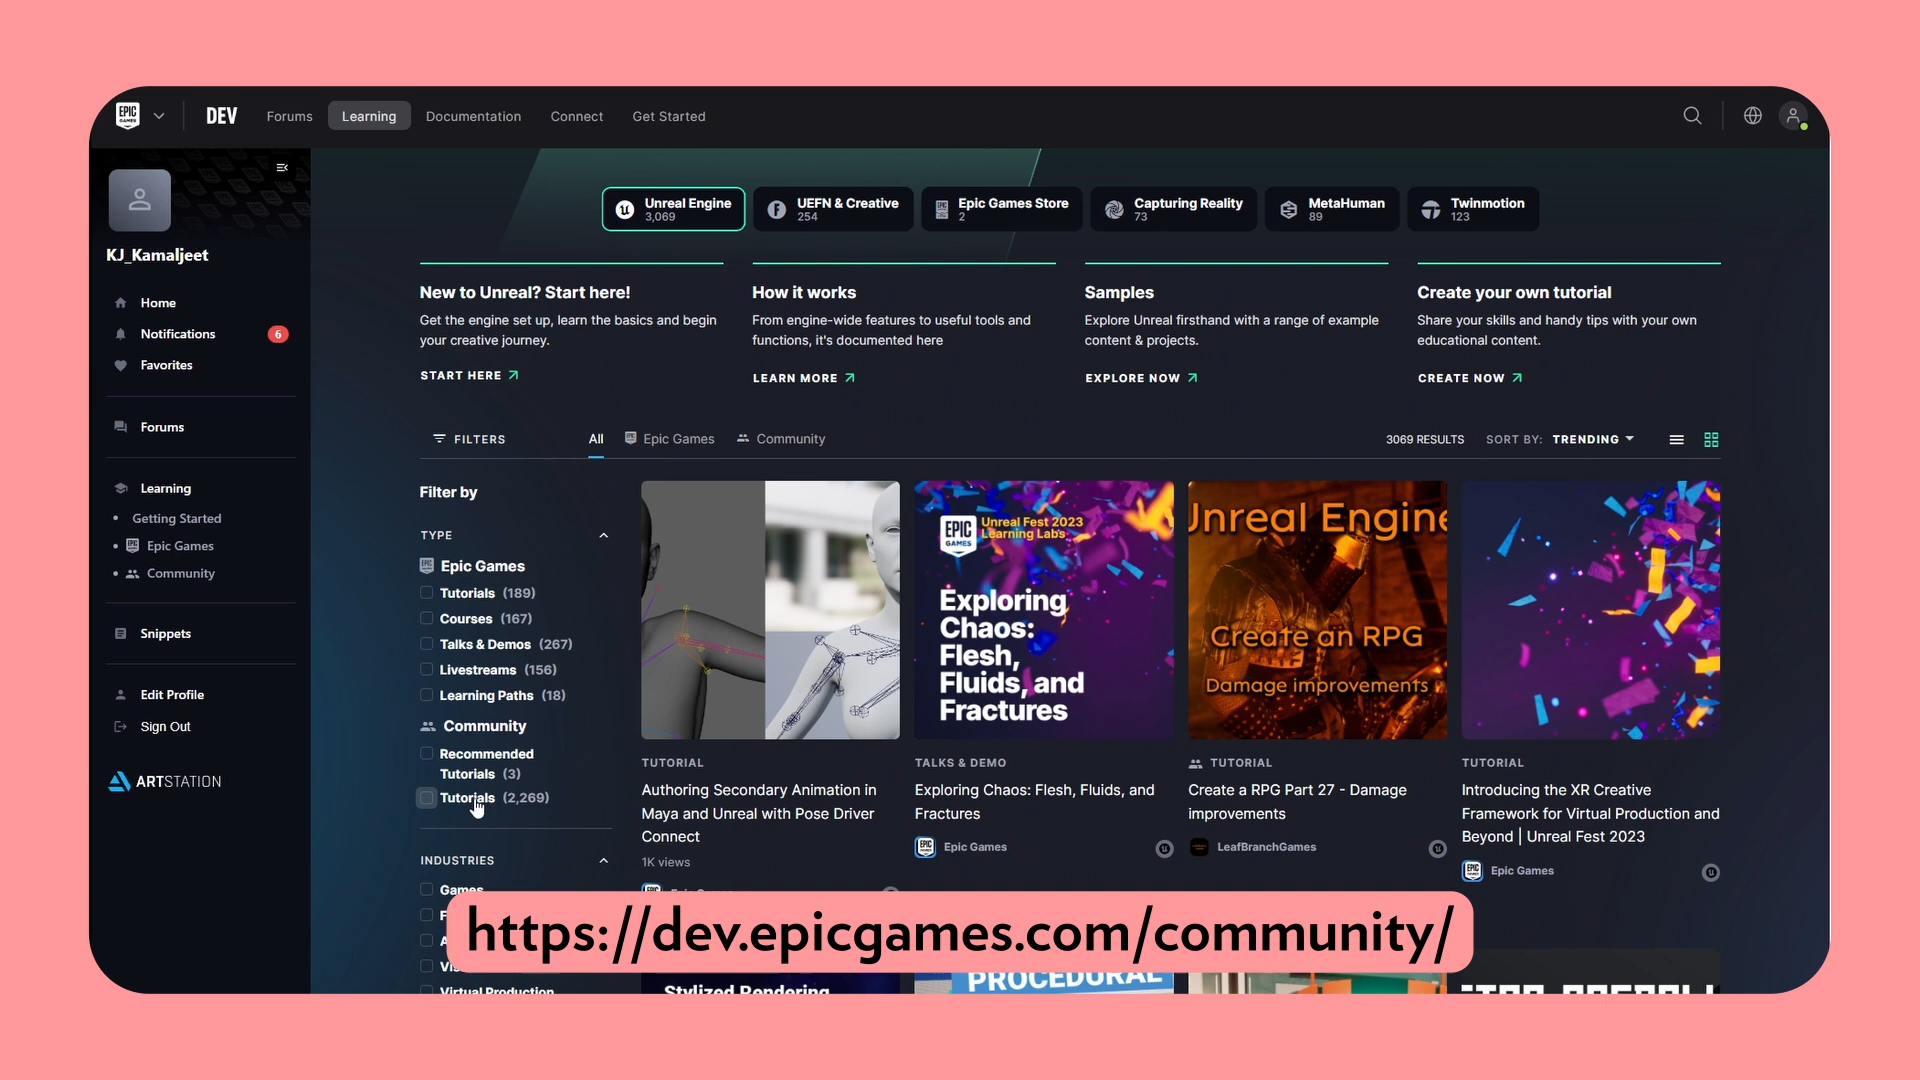 EPIC GAMES
DEV
Forums
Learning
Documentation
Connect
Get Started
KJ_Kamaljeet
Home
Notifications
6
Favorites
Forums
Learning
Getting Started
Epic Games
Community
Snippets
Edit Profile
Sign Out
ARTSTATION
Unreal Engine
3,069
UEFN & Creative
254
Epic Games Store
2
Capturing Reality
73
MetaHuman
89
Twinmotion
123
New to Unreal? Start here!
Get the engine set up, learn the basics and begin
your creative journey.
START HERE
How it works
From engine-wide features to useful tools and
functions, it's documented here
LEARN MORE
Samples
Explore Unreal firsthand with a range of example
content & projects.
EXPLORE NOW
Create your own tutorial
Share your skills and handy tips with your own
educational content.
CREATE NOW
FILTERS
All
Epic Games
Community
3069 RESULTS
SORT BY: TRENDING
Filter by
TYPE
Epic Games
Tutorials (189)
Courses (167)
Talks & Demos (267)
Livestreams (156)
Learning Paths (18)
Community
Recommended
Tutorials (3)
Tutorials (2,269)
INDUSTRIES
Games
Virtual Production
TUTORIAL
Authoring Secondary Animation in
Maya and Unreal with Pose Driver
Connect
1K views
EPIC GAMES
Unreal Fest 2023
Learning Labs
Exploring
Chaos:
Flesh,
Fluids, and
Fractures
TALKS & DEMO
Exploring Chaos: Flesh, Fluids, and
Fractures
Epic Games
Unreal Engine
Create an RPG
Damage improvements
TUTORIAL
Create a RPG Part 27 - Damage
improvements
LeafBranchGames
TUTORIAL
Introducing the XR Creative
Framework for Virtual Production and
Beyond | Unreal Fest 2023
Epic Games
https://dev.epicgames.com/community/
Stylized Rendering
PROCEDURAL